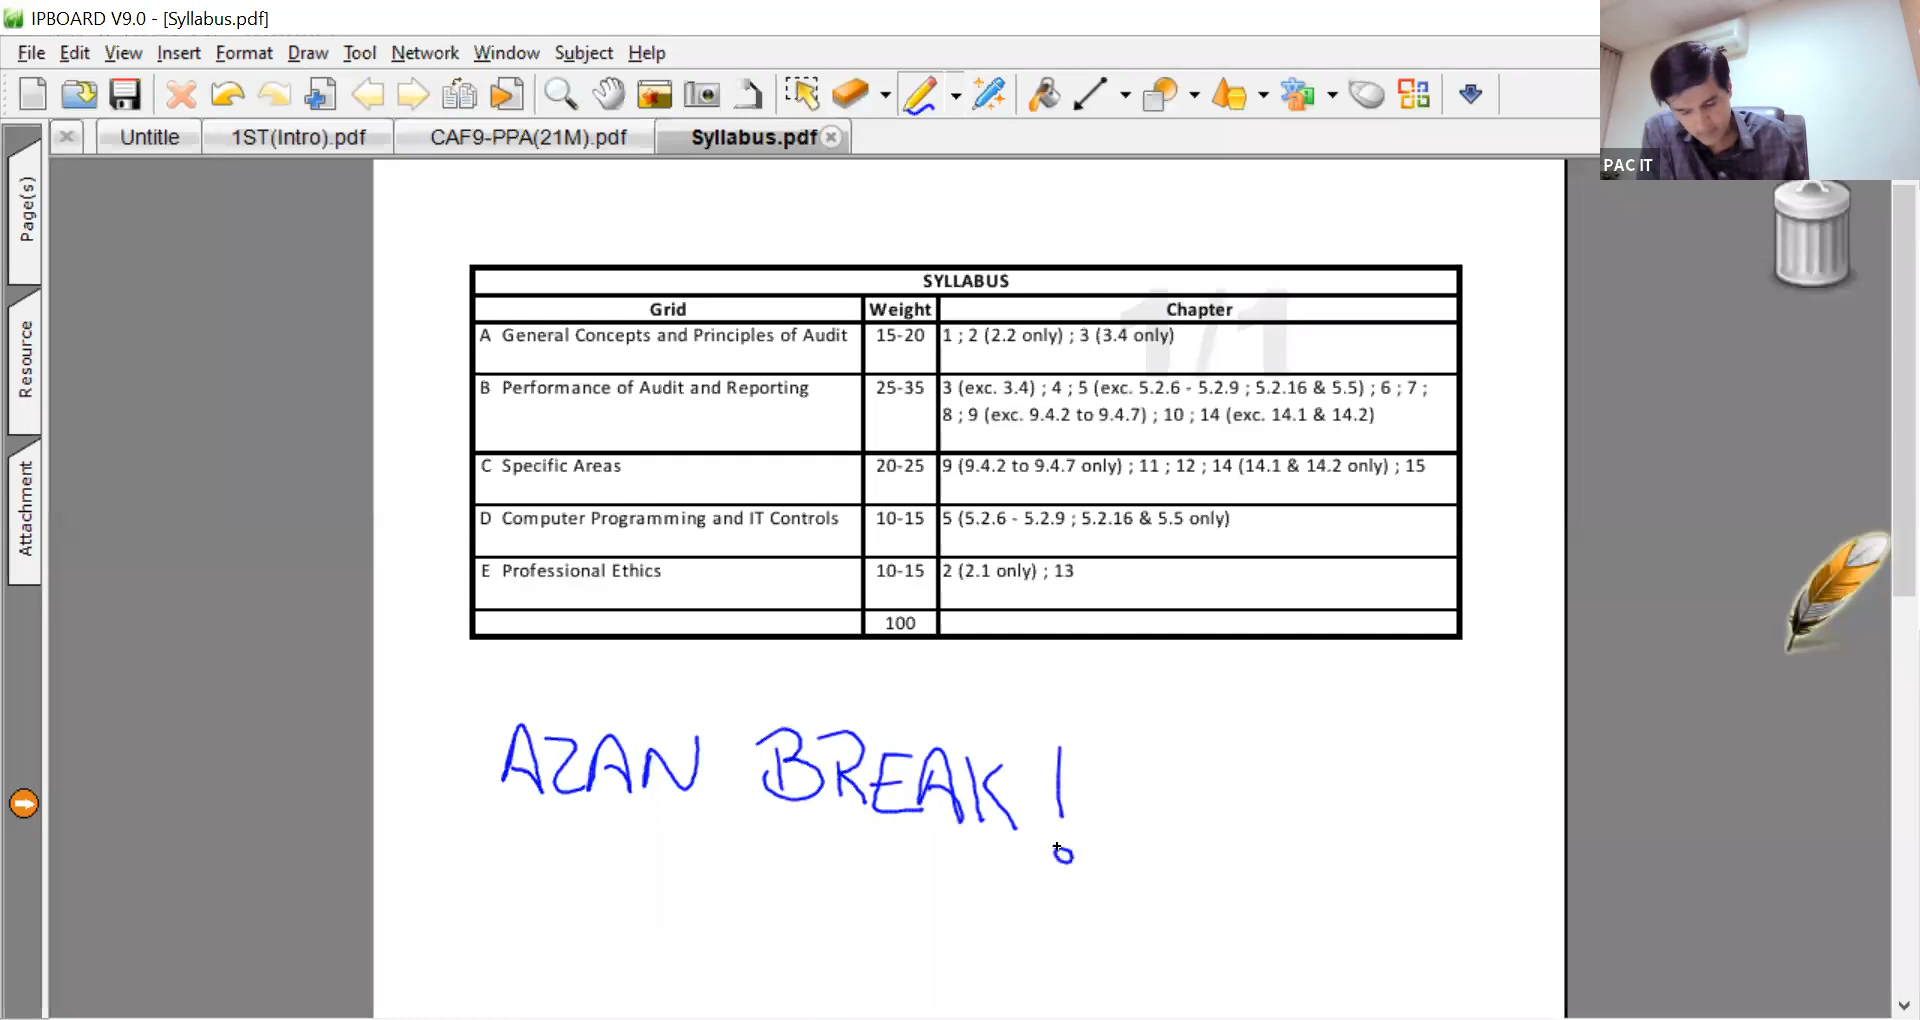 IPBOARD V9.0 - [Syllabus.pdf]
File Edit View Insert Format Draw Tool Network Window Subject Help
PAC IT
Untitle 1ST(Intro).pdf CAF9-PPA(21M).pdf Syllabus.pdf
Page(s)
Resource
Attachment
1/1
SYLLABUS
Grid Weight Chapter
A General Concepts and Principles of Audit 15-20 1 ; 2 (2.2 only) ; 3 (3.4 only)
B Performance of Audit and Reporting 25-35 3 (exc. 3.4) ; 4 ; 5 (exc. 5.2.6 - 5.2.9 ; 5.2.16 & 5.5) ; 6 ; 7 ;
8 ; 9 (exc. 9.4.2 to 9.4.7) ; 10 ; 14 (exc. 14.1 & 14.2)
C Specific Areas 20-25 9 (9.4.2 to 9.4.7 only) ; 11 ; 12 ; 14 (14.1 & 14.2 only) ; 15
D Computer Programming and IT Controls 10-15 5 (5.2.6 - 5.2.9 ; 5.2.16 & 5.5 only)
E Professional Ethics 10-15 2 (2.1 only) ; 13
100
AZAN BREAK!